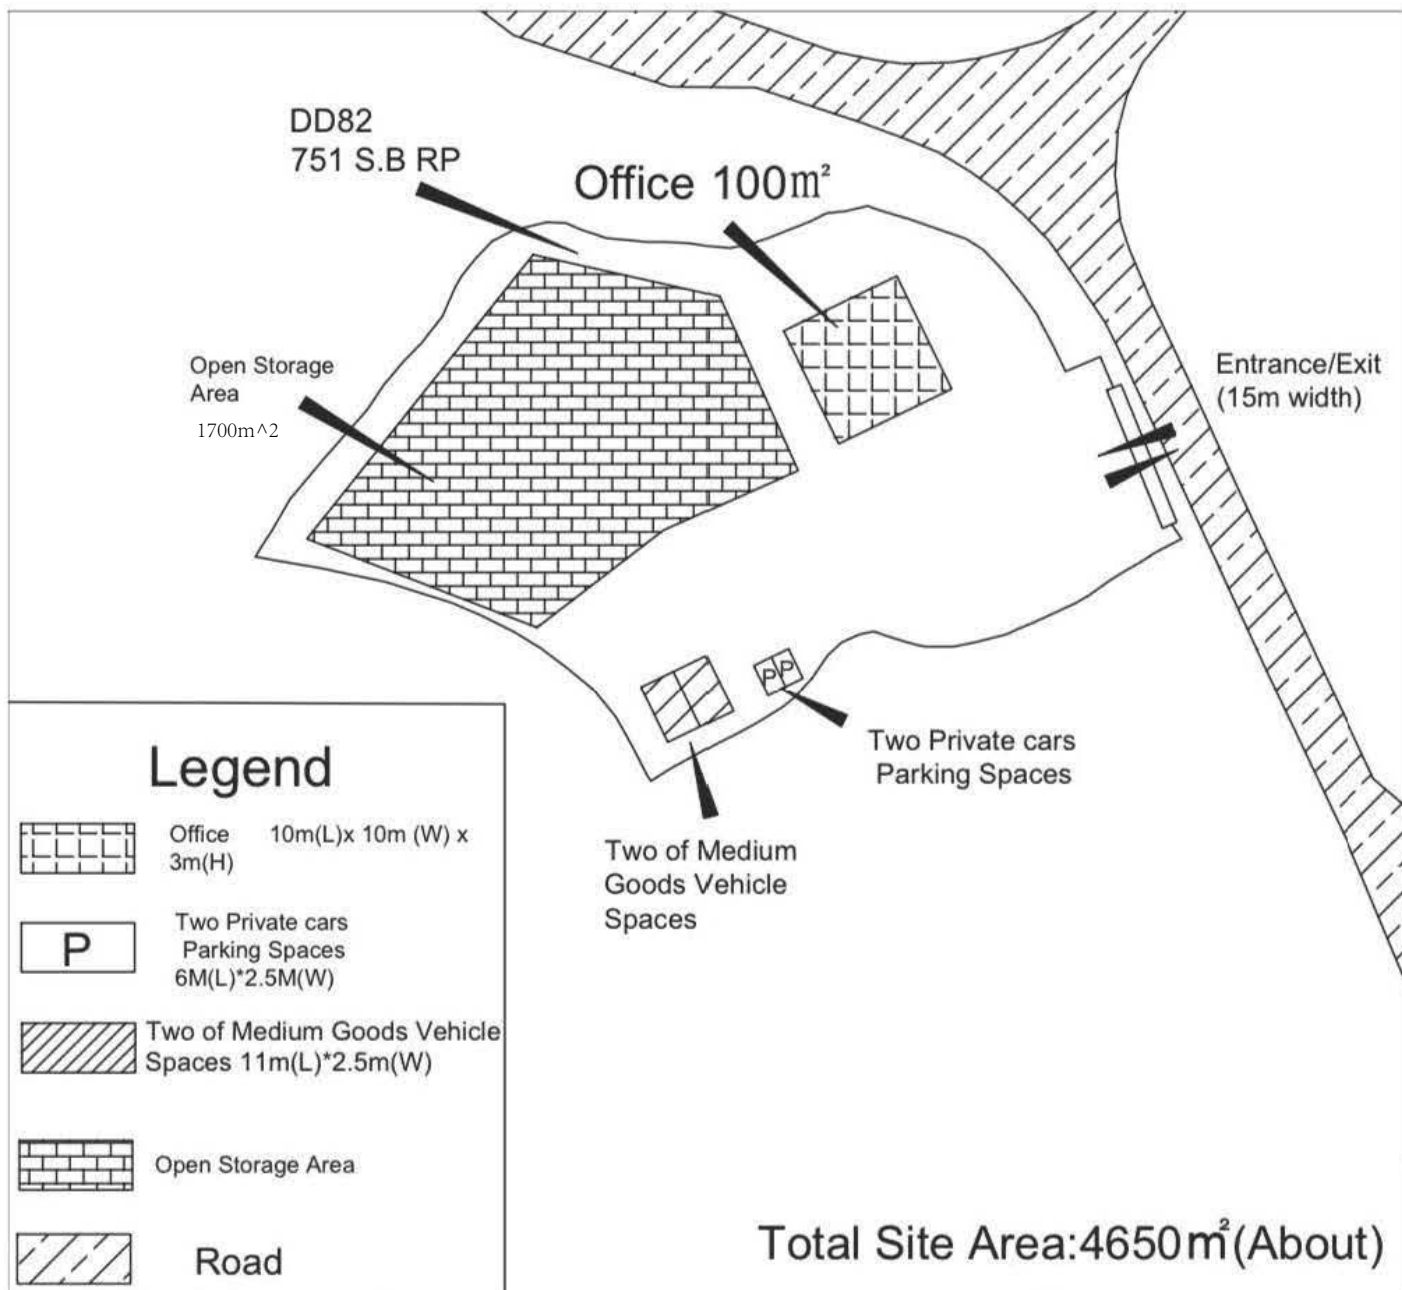 DD82
751 S.B RP
Office 100㎡
Open Storage
Area
1700m^2
Entrance/Exit
(15m width)
P P
Two Private cars
Parking Spaces
Two of Medium
Goods Vehicle
Spaces
Legend
Office 10m(L)x 10m (W) x
3m(H)
P
Two Private cars
Parking Spaces
6M(L)*2.5M(W)
Two of Medium Goods Vehicle
Spaces 11m(L)*2.5m(W)
Open Storage Area
Road
Total Site Area:4650㎡(About)